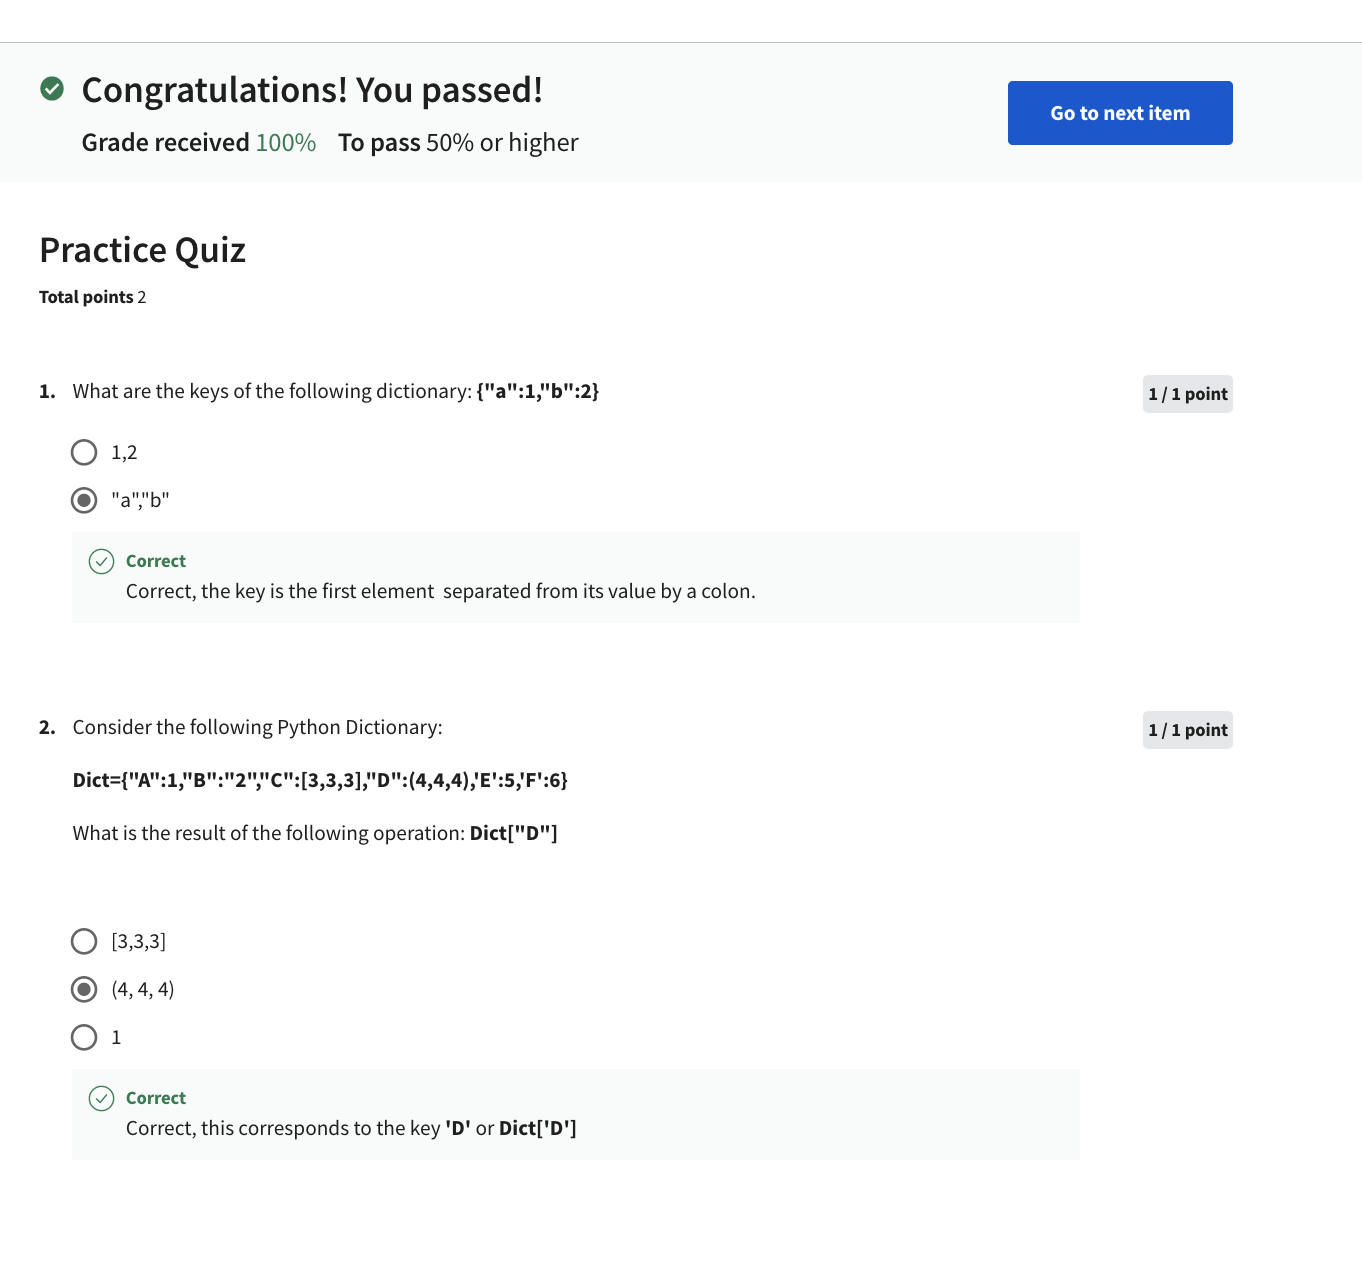 Congratulations! You passed!
Grade received 100% To pass 50% or higher
Go to next item
Practice Quiz
Total points 2
1. What are the keys of the following dictionary: {"a":1,"b":2}
1 / 1 point
1,2
"a","b"
Correct
Correct, the key is the first element  separated from its value by a colon.
2. Consider the following Python Dictionary:
1 / 1 point
Dict={"A":1,"B":"2","C":[3,3,3],"D":(4,4,4),'E':5,'F':6}
What is the result of the following operation: Dict["D"]
[3,3,3]
(4, 4, 4)
1
Correct
Correct, this corresponds to the key 'D' or Dict['D']